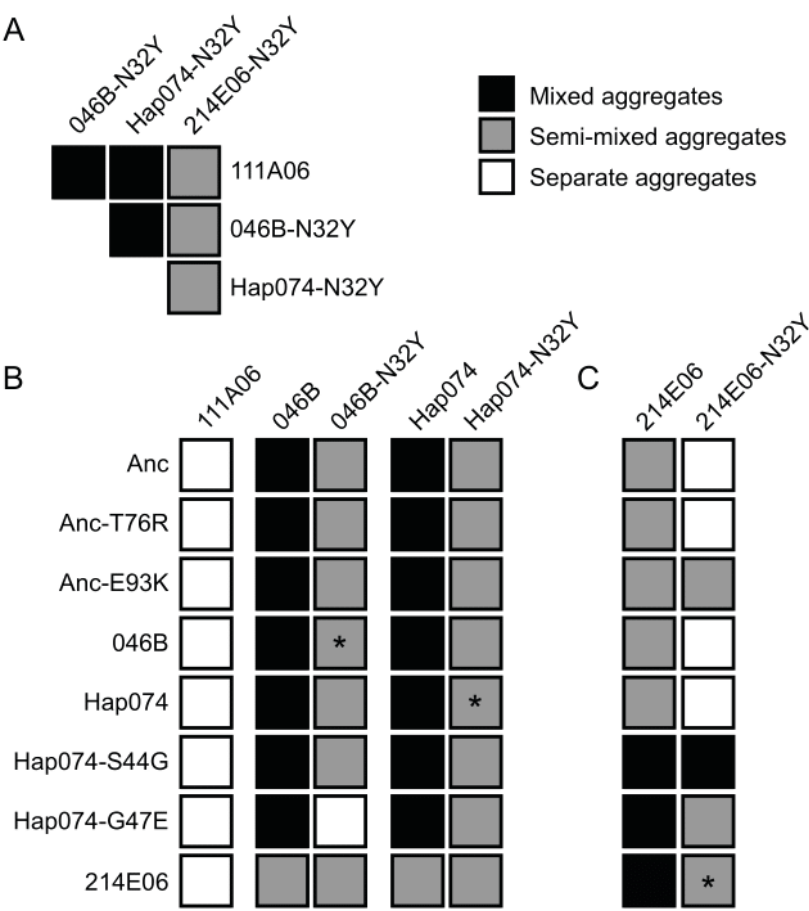 A
046B-N32Y
Hap074-N32Y
214E06-N32Y
Mixed aggregates
Semi-mixed aggregates
Separate aggregates
111A06
046B-N32Y
Hap074-N32Y
B
111A06
046B
046B-N32Y
Hap074
Hap074-N32Y
C
214E06
214E06-N32Y
Anc
Anc-T76R
Anc-E93K
046B
*
Hap074
*
Hap074-S44G
Hap074-G47E
214E06
*